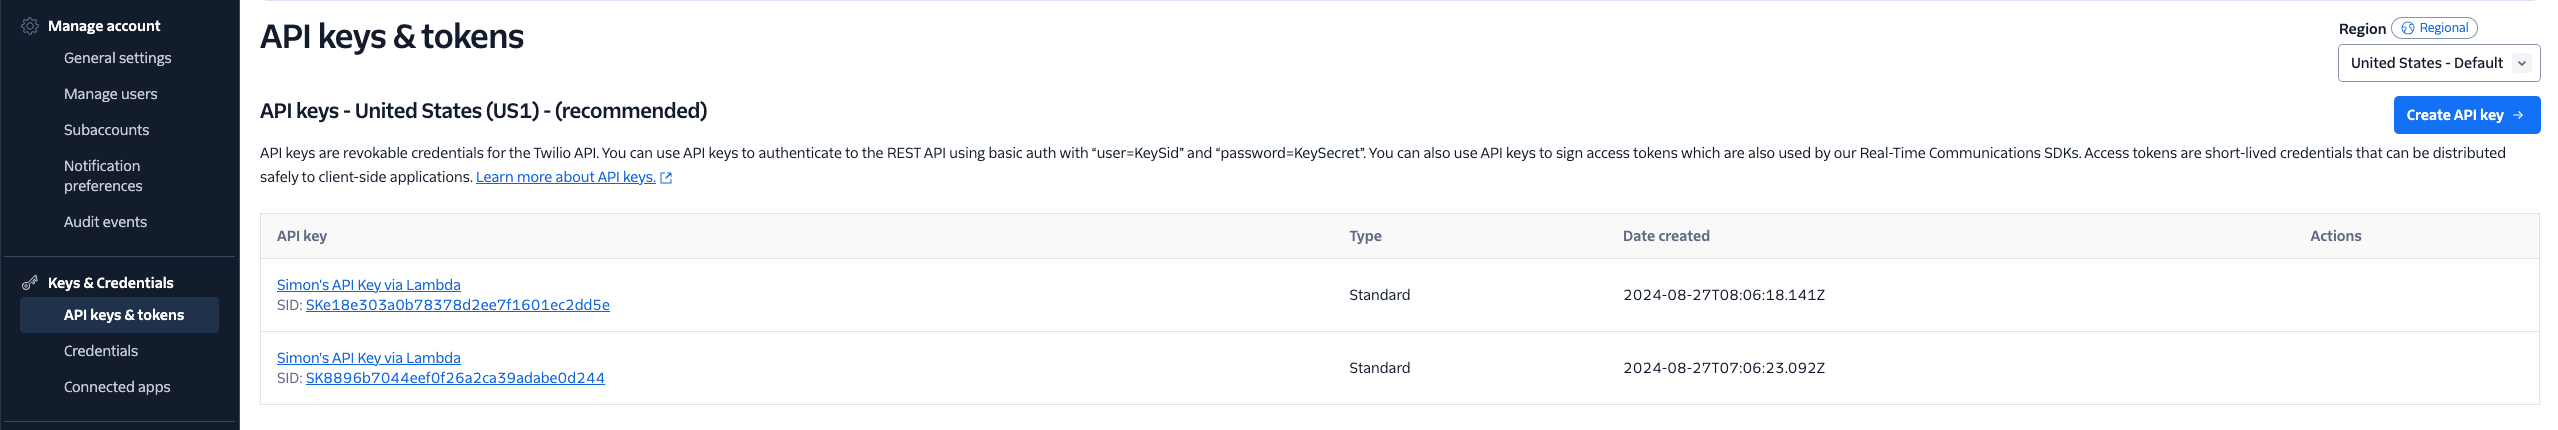 Manage account
General settings
Manage users
Subaccounts
Notification
preferences
Audit events
Keys & Credentials
API keys & tokens
Credentials
Connected apps
API keys & tokens
Region Regional
United States - Default
API keys - United States (US1) - (recommended)
Create API key →
API keys are revokable credentials for the Twilio API. You can use API keys to authenticate to the REST API using basic auth with “user=KeySid” and “password=KeySecret”. You can also use API keys to sign access tokens which are also used by our Real-Time Communications SDKs. Access tokens are short-lived credentials that can be distributed
safely to client-side applications. Learn more about API keys.
API key Type Date created Actions
Simon's API Key via Lambda
SID: SKe18e303a0b78378d2ee7f1601ec2dd5e Standard 2024-08-27T08:06:18.141Z
Simon's API Key via Lambda
SID: SK8896b7044eef0f26a2ca39adabe0d244 Standard 2024-08-27T07:06:23.092Z